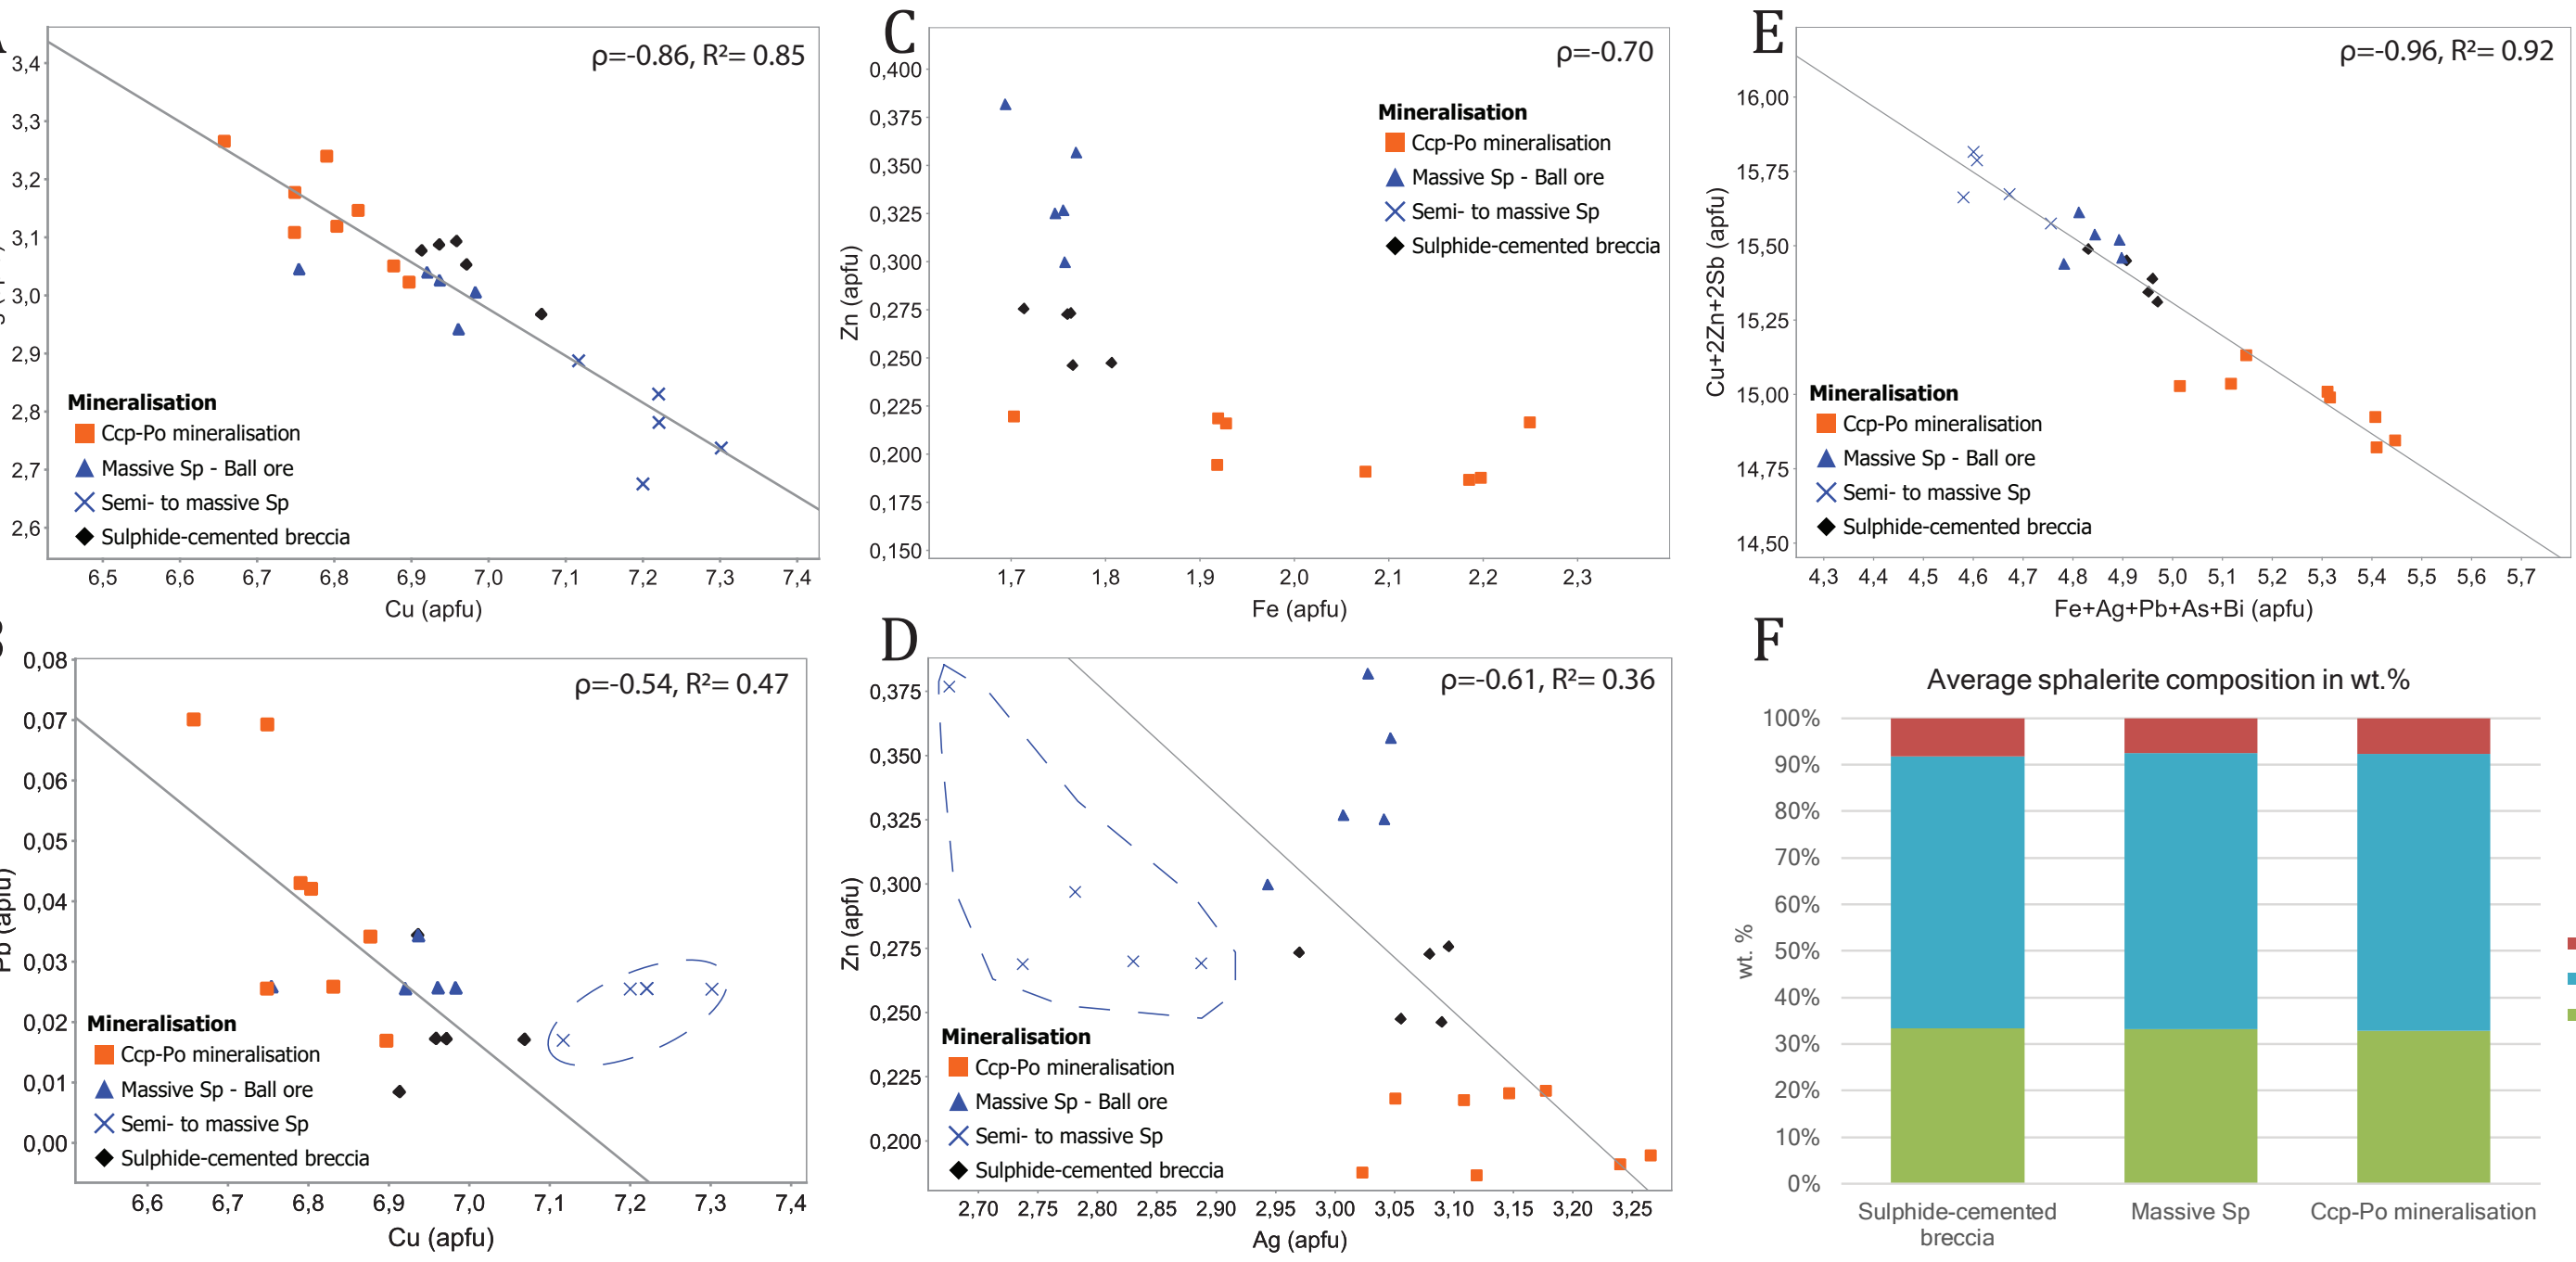 C
E
ρ=-0.86, R²= 0.85
3,4
3,3
3,2
3,1
3,0
2,9
2,8
2,7
2,6
Mineralisation
Ccp-Po mineralisation
Massive Sp - Ball ore
Semi- to massive Sp
Sulphide-cemented breccia
6,5 6,6 6,7 6,8 6,9 7,0 7,1 7,2 7,3 7,4
Cu (apfu)
ρ=-0.70
0,400
0,375
0,350
0,325
0,300
0,275
0,250
0,225
0,200
0,175
0,150
Zn (apfu)
Mineralisation
Ccp-Po mineralisation
Massive Sp - Ball ore
Semi- to massive Sp
Sulphide-cemented breccia
1,7 1,8 1,9 2,0 2,1 2,2 2,3
Fe (apfu)
ρ=-0.96, R²= 0.92
16,00
15,75
15,50
15,25
15,00
14,75
14,50
Cu+2Zn+2Sb (apfu)
Mineralisation
Ccp-Po mineralisation
Massive Sp - Ball ore
Semi- to massive Sp
Sulphide-cemented breccia
4,3 4,4 4,5 4,6 4,7 4,8 4,9 5,0 5,1 5,2 5,3 5,4 5,5 5,6 5,7
Fe+Ag+Pb+As+Bi (apfu)
ρ=-0.54, R²= 0.47
0,08
0,07
0,06
0,05
0,04
0,03
0,02
0,01
0,00
Pb (apfu)
Mineralisation
Ccp-Po mineralisation
Massive Sp - Ball ore
Semi- to massive Sp
Sulphide-cemented breccia
6,6 6,7 6,8 6,9 7,0 7,1 7,2 7,3 7,4
Cu (apfu)
D
ρ=-0.61, R²= 0.36
0,375
0,350
0,325
0,300
0,275
0,250
0,225
0,200
Zn (apfu)
Mineralisation
Ccp-Po mineralisation
Massive Sp - Ball ore
Semi- to massive Sp
Sulphide-cemented breccia
2,70 2,75 2,80 2,85 2,90 2,95 3,00 3,05 3,10 3,15 3,20 3,25
Ag (apfu)
F
Average sphalerite composition in wt.%
100%
90%
80%
70%
60%
50%
40%
30%
20%
10%
0%
wt. %
Sulphide-cemented
breccia
Massive Sp
Ccp-Po mineralisation